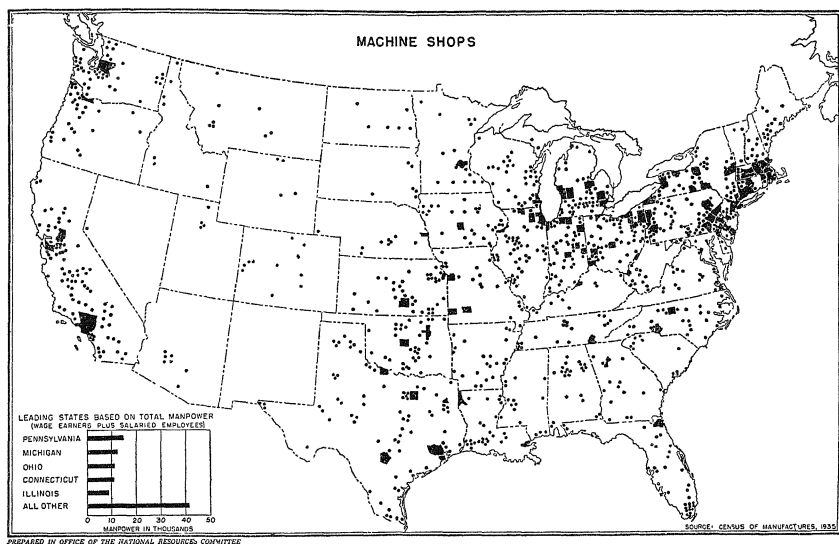 MACHINE SHOPS
LEADING STATES BASED ON TOTAL MANPOWER
(WAGE EARNERS PLUS SALARIED EMPLOYEES)
PENNSYLVANIA
MICHIGAN
OHIO
CONNECTICUT
ILLINOIS
ALL OTHER
0 10 20 30 40 50
MANPOWER IN THOUSANDS
SOURCE: CENSUS OF MANUFACTURES, 1935
PREPARED IN OFFICE OF THE NATIONAL RESOURCES COMMITTEE